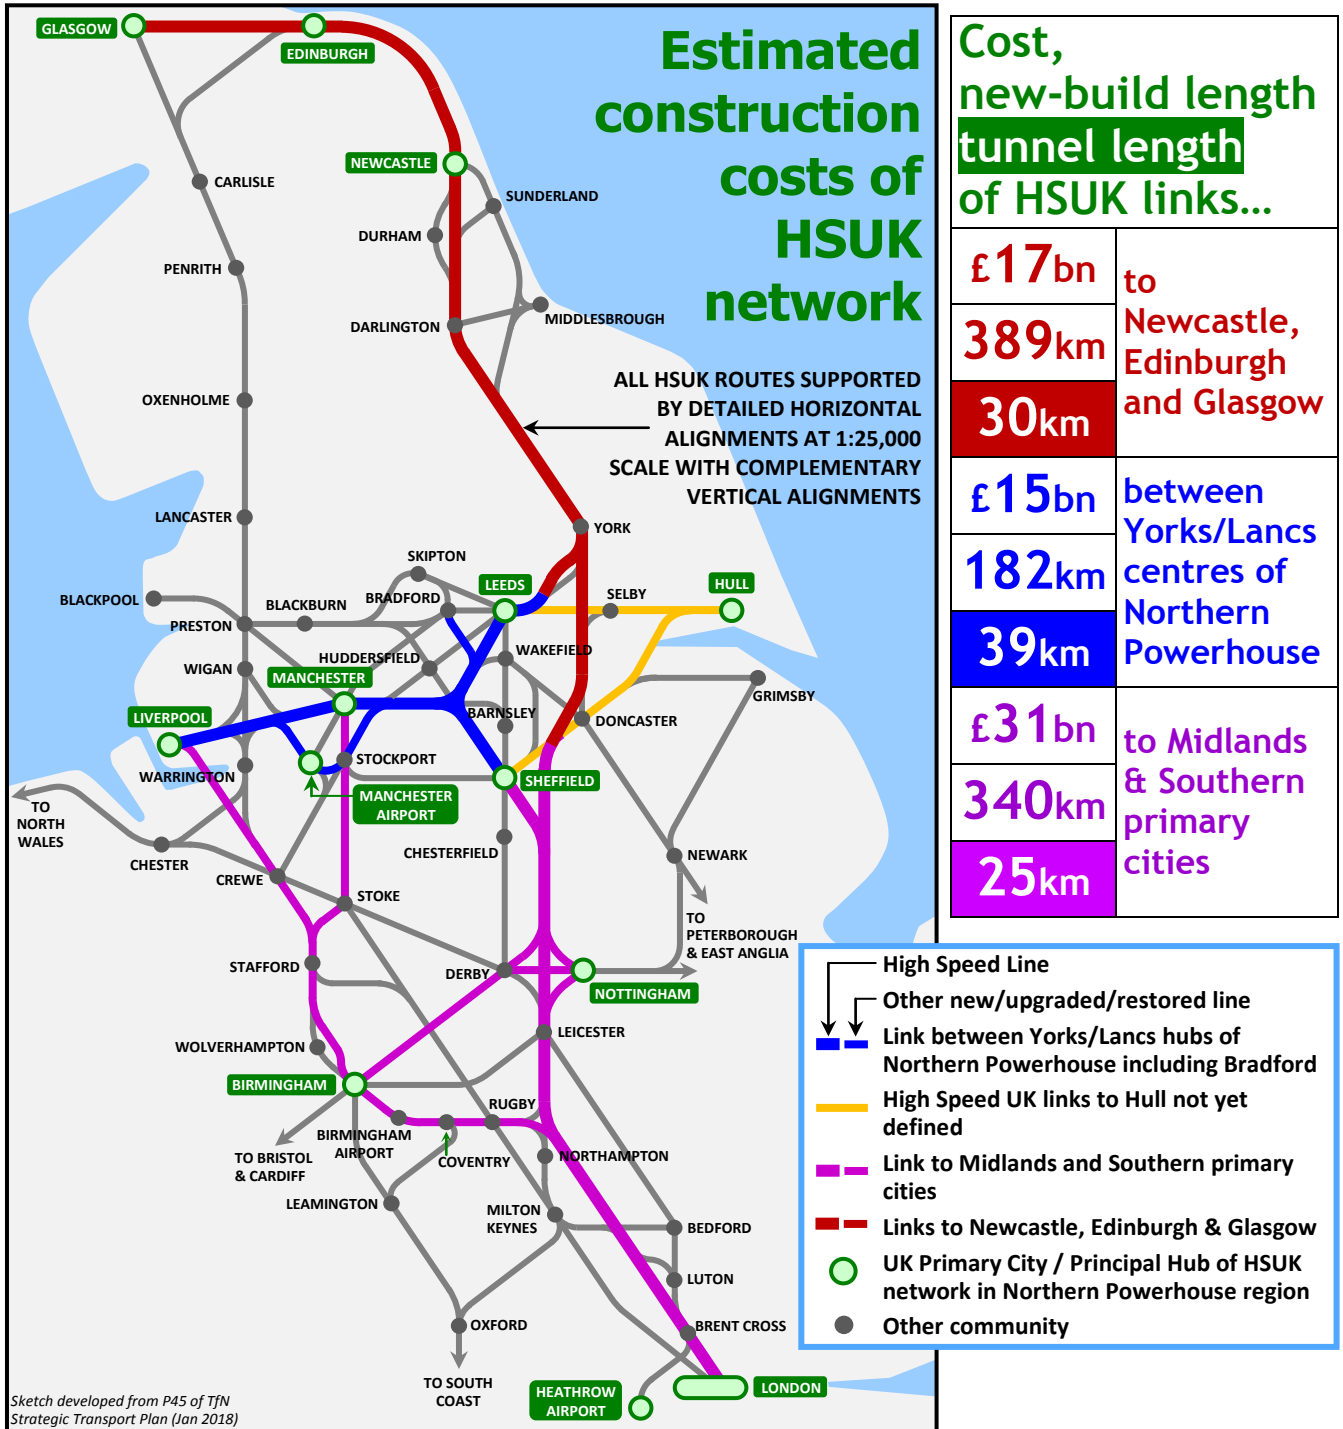 GLASGOW
EDINBURGH
Estimated
construction
costs of
HSUK
network
NEWCASTLE
CARLISLE
SUNDERLAND
DURHAM
PENRITH
DARLINGTON
MIDDLESBROUGH
ALL HSUK ROUTES SUPPORTED
BY DETAILED HORIZONTAL
ALIGNMENTS AT 1:25,000
SCALE WITH COMPLEMENTARY
VERTICAL ALIGNMENTS
OXENHOLME
LANCASTER
YORK
SKIPTON
LEEDS
HULL
BLACKPOOL
BLACKBURN
BRADFORD
SELBY
PRESTON
WIGAN
HUDDERSFIELD
WAKEFIELD
MANCHESTER
GRIMSBY
LIVERPOOL
BARNSLEY
DONCASTER
WARRINGTON
STOCKPORT
SHEFFIELD
MANCHESTER
AIRPORT
TO
NORTH
WALES
CHESTER
CHESTERFIELD
NEWARK
CREWE
STOKE
TO
PETERBOROUGH
& EAST ANGLIA
STAFFORD
DERBY
NOTTINGHAM
LEICESTER
WOLVERHAMPTON
BIRMINGHAM
RUGBY
BIRMINGHAM
AIRPORT
COVENTRY
NORTHAMPTON
TO BRISTOL
& CARDIFF
LEAMINGTON
MILTON
KEYNES
BEDFORD
LUTON
OXFORD
BRENT CROSS
TO SOUTH
COAST
HEATHROW
AIRPORT
LONDON
Sketch developed from P45 of TfN
Strategic Transport Plan (Jan 2018)
Cost,
new-build length
tunnel length
of HSUK links...
£17bn
389km
30km
to
Newcastle,
Edinburgh
and Glasgow
£15bn
182km
39km
between
Yorks/Lancs
centres of
Northern
Powerhouse
£31bn
340km
25km
to Midlands
& Southern
primary
cities
High Speed Line
Other new/upgraded/restored line
Link between Yorks/Lancs hubs of
Northern Powerhouse including Bradford
High Speed UK links to Hull not yet
defined
Link to Midlands and Southern primary
cities
Links to Newcastle, Edinburgh & Glasgow
UK Primary City / Principal Hub of HSUK
network in Northern Powerhouse region
Other community